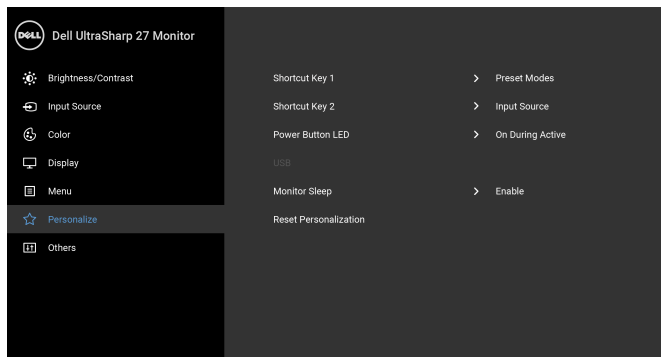 DELL
Dell UltraSharp 27 Monitor
Brightness/Contrast
Input Source
Color
Display
Menu
Personalize
Others
Shortcut Key 1 > Preset Modes
Shortcut Key 2 > Input Source
Power Button LED > On During Active
USB
Monitor Sleep > Enable
Reset Personalization